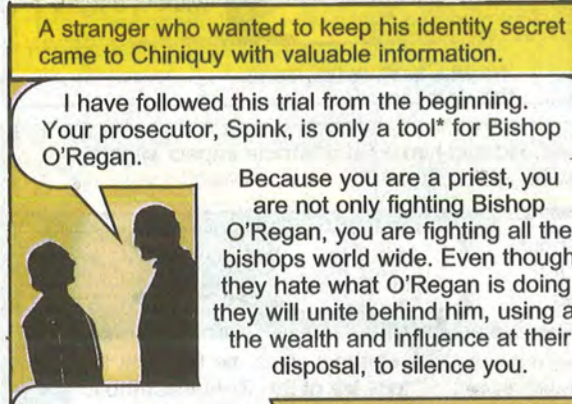 A stranger who wanted to keep his identity secret
came to Chiniquy with valuable information.
I have followed this trial from the beginning.
Your prosecutor, Spink, is only a tool* for Bishop
O'Regan.
Because you are a priest, you
are not only fighting Bishop
O'Regan, you are fighting all the
bishops world wide. Even though
they hate what O'Regan is doing
they will unite behind him, using
the wealth and influence at their
disposal, to silence you.